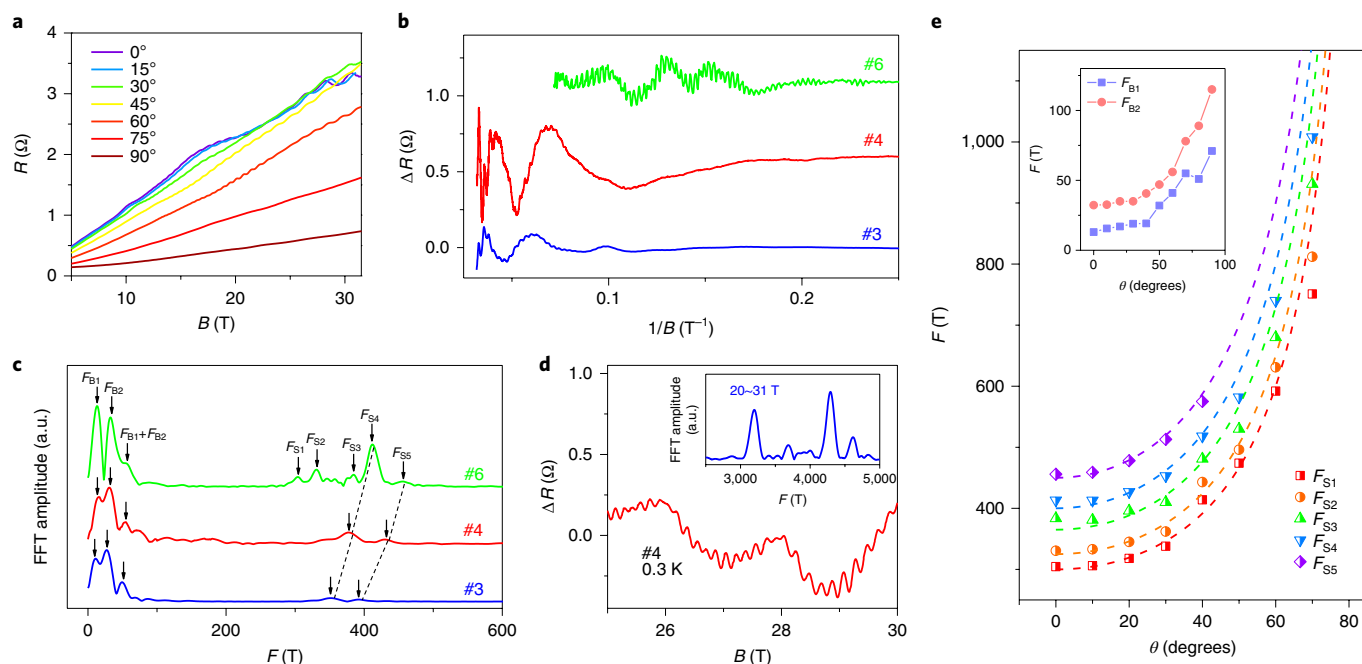 a
4
3
2
1
0
R (Ω)
0°
15°
30°
45°
60°
75°
90°
10
20
30
B (T)
b
1.0
0.5
0.0
Δ R (Ω)
#6
#4
#3
0.1
0.2
1/B (T⁻¹)
c
FFT amplitude (a.u.)
F_B1
F_B2
F_B1+F_B2
F_S1
F_S2
F_S3
F_S4
F_S5
#6
#4
#3
0
200
400
600
F (T)
d
1.0
0.5
0.0
Δ R (Ω)
FFT amplitude
(a.u.)
20~31 T
3,000
4,000
5,000
F (T)
#4
0.3 K
26
28
30
B (T)
e
1,000
800
600
400
F (T)
F_B1
F_B2
100
50
0
F (T)
0
50
100
θ (degrees)
F_S1
F_S2
F_S3
F_S4
F_S5
0
20
40
60
80
θ (degrees)